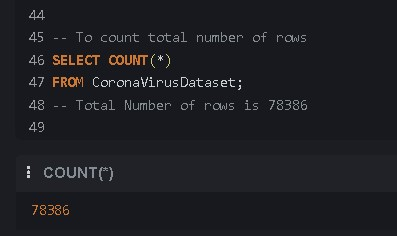 44
45 -- To count total number of rows
46 SELECT COUNT(*)
47 FROM CoronaVirusDataset;
48 -- Total Number of rows is 78386
49
⋮ COUNT(*)
78386